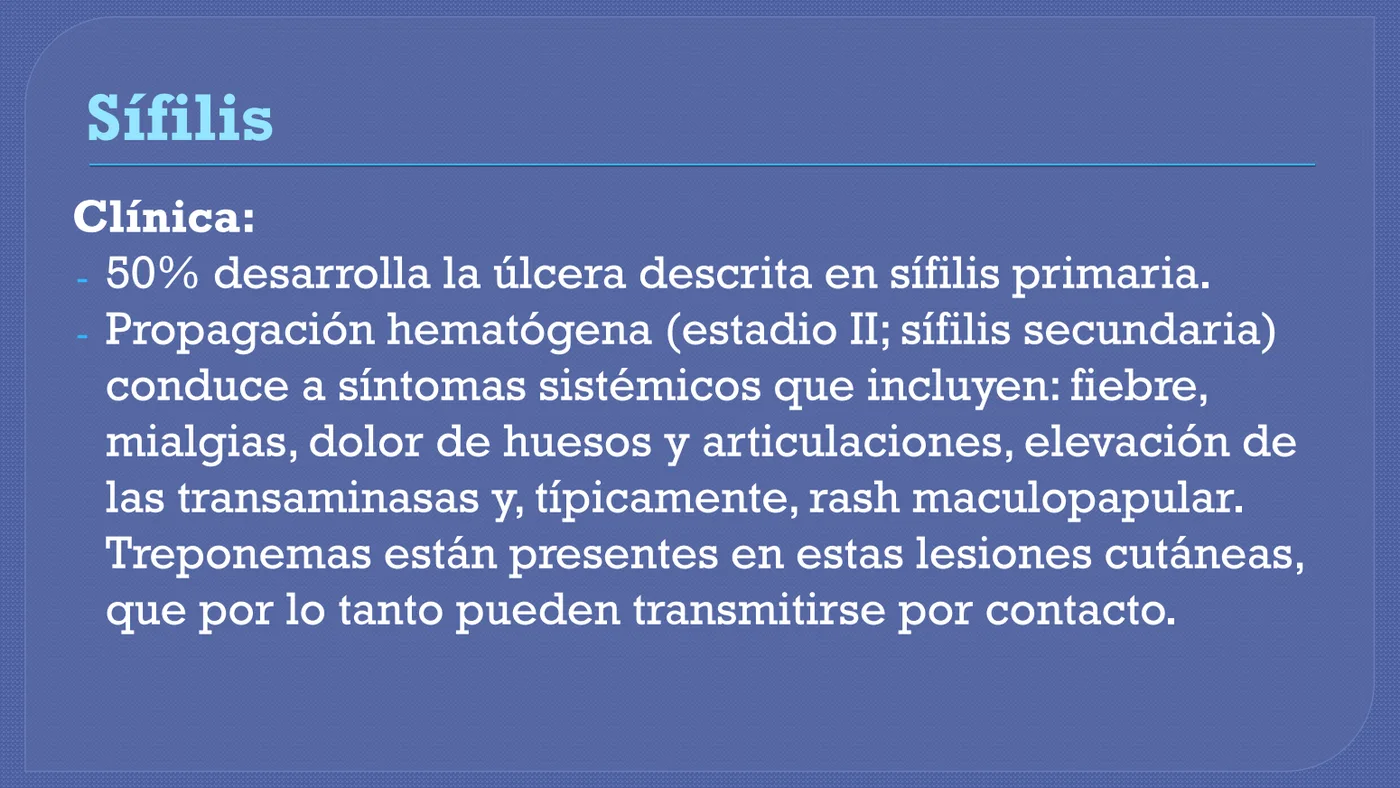 Sífilis
Clínica:
- 50% desarrolla la úlcera descrita en sífilis primaria.
- Propagación hematógena (estadio II; sífilis secundaria)
conduce a síntomas sistémicos que incluyen: fiebre,
mialgias, dolor de huesos y articulaciones, elevación de
las transaminasas y, típicamente, rash maculopapular.
Treponemas están presentes en estas lesiones cutáneas,
que por lo tanto pueden transmitirse por contacto.